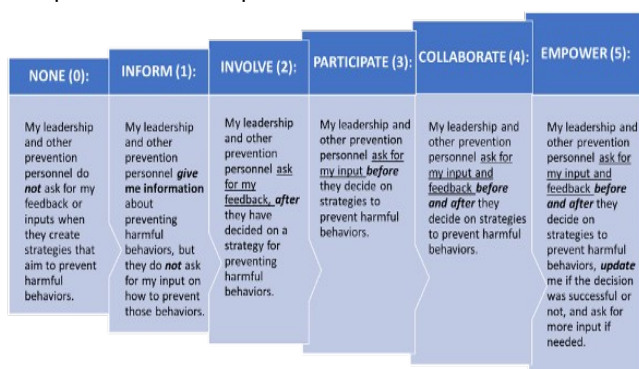 NONE (0):
My leadership
and other
prevention
personnel do
not ask for my
feedback or
inputs when
they create
strategies that
aim to prevent
harmful
behaviors.
INFORM (1):
My leadership
and other
prevention
personnel give
me information
about
preventing
harmful
behaviors, but
they do not ask
for my input on
how to prevent
those behaviors.
INVOLVE (2):
My leadership
and other
prevention
personnel ask
for my
feedback, after
they have
decided on a
strategy for
preventing
harmful
behaviors.
PARTICIPATE (3):
My leadership and
other prevention
personnel ask for
my input before
they decide on
strategies to
prevent harmful
behaviors.
COLLABORATE (4):
My leadership and
other prevention
personnel ask for
my input and
feedback before
and after they
decide on strategies
to prevent harmful
behaviors.
EMPOWER (5):
My leadership and
other prevention
personnel ask for
my input and
feedback before
and after they
decide on
strategies to
prevent harmful
behaviors, update
me if the decision
was successful or
not, and ask for
more input if
needed.